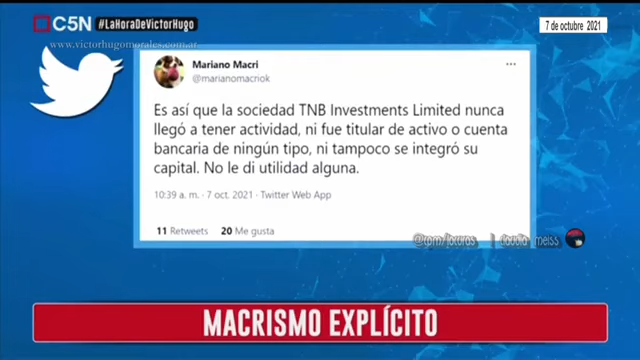 C5N #LaHoraDeVictorHugo
7 de octubre 2021
www.victorhugomorales.com.ar
Mariano Macri
@marianomacriok
Es así que la sociedad TNB Investments Limited nunca
llegó a tener actividad, ni fue titular de activo o cuenta
bancaria de ningún tipo, ni tampoco se integró su
capital. No le di utilidad alguna.
10:39 a. m. · 7 oct. 2021 · Twitter Web App
11 Retweets 20 Me gusta
claudia meiss
MACRISMO EXPLÍCITO